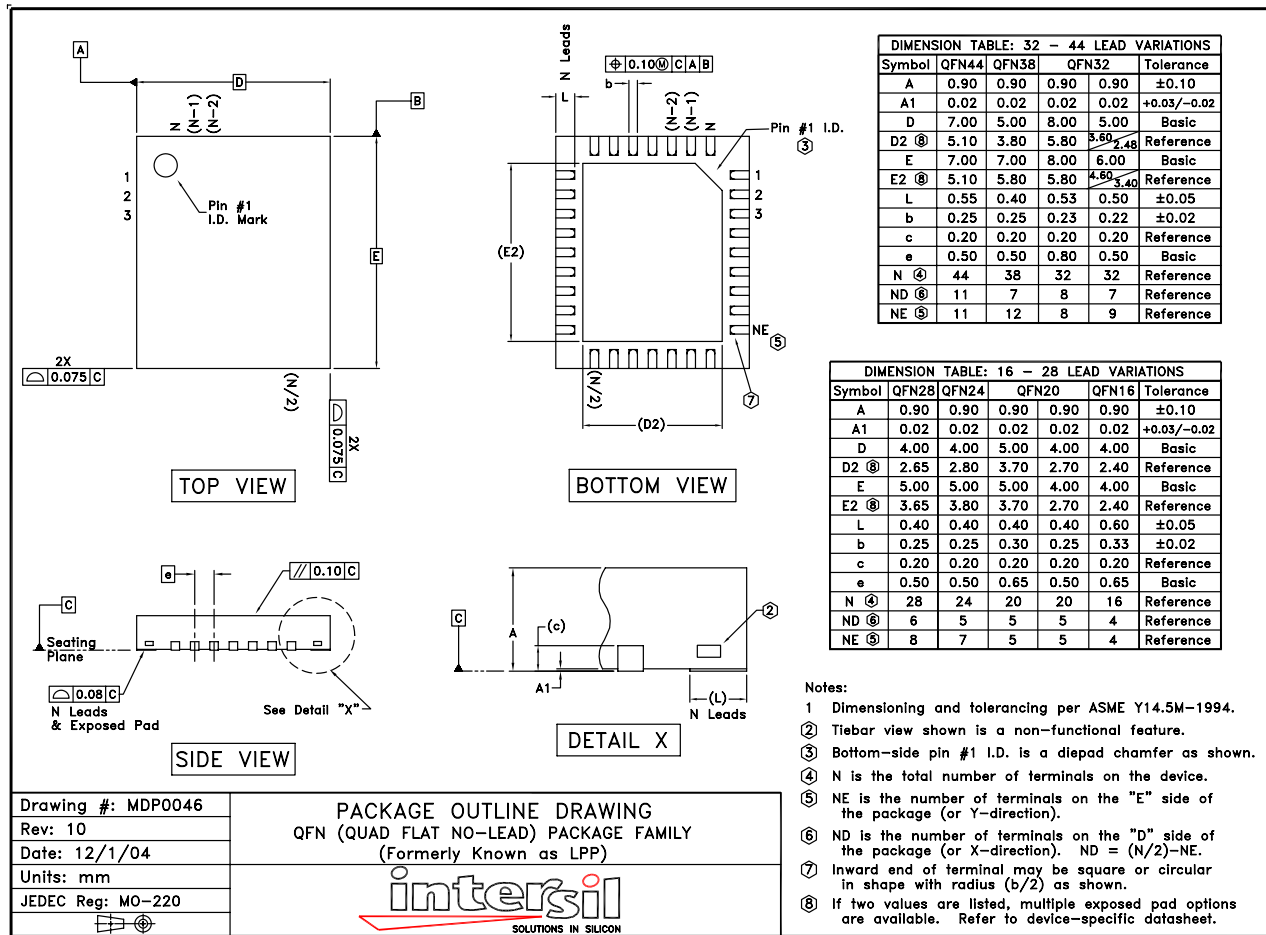 A
D
N
(N-1)
(N-2)
B
1
2
3
Pin #1
I.D. Mark
E
2X
⌓ 0.075 C
(N/2)
⌓ 0.075 C
2X
TOP VIEW
N Leads
L
⌖ 0.10Ⓜ C A B
b
(N-2)
(N-1)
N
Pin #1 I.D.
3
1
2
3
(E2)
NE
5
(N/2)
7
(D2)
BOTTOM VIEW
e
// 0.10 C
C
Seating
Plane
⌓ 0.08 C
N Leads
& Exposed Pad
See Detail "X"
SIDE VIEW
C
A
(c)
2
A1
(L)
N Leads
DETAIL X
DIMENSION TABLE: 32 - 44 LEAD VARIATIONS
Symbol QFN44 QFN38 QFN32 Tolerance
A 0.90 0.90 0.90 0.90 ±0.10
A1 0.02 0.02 0.02 0.02 +0.03/-0.02
D 7.00 5.00 8.00 5.00 Basic
D2 ⑧ 5.10 3.80 5.80 3.60/2.48 Reference
E 7.00 7.00 8.00 6.00 Basic
E2 ⑧ 5.10 5.80 5.80 4.60/3.40 Reference
L 0.55 0.40 0.53 0.50 ±0.05
b 0.25 0.25 0.23 0.22 ±0.02
c 0.20 0.20 0.20 0.20 Reference
e 0.50 0.50 0.80 0.50 Basic
N ④ 44 38 32 32 Reference
ND ⑥ 11 7 8 7 Reference
NE ⑤ 11 12 8 9 Reference
DIMENSION TABLE: 16 - 28 LEAD VARIATIONS
Symbol QFN28 QFN24 QFN20 QFN16 Tolerance
A 0.90 0.90 0.90 0.90 0.90 ±0.10
A1 0.02 0.02 0.02 0.02 0.02 +0.03/-0.02
D 4.00 4.00 5.00 4.00 4.00 Basic
D2 ⑧ 2.65 2.80 3.70 2.70 2.40 Reference
E 5.00 5.00 5.00 4.00 4.00 Basic
E2 ⑧ 3.65 3.80 3.70 2.70 2.40 Reference
L 0.40 0.40 0.40 0.40 0.60 ±0.05
b 0.25 0.25 0.30 0.25 0.33 ±0.02
c 0.20 0.20 0.20 0.20 0.20 Reference
e 0.50 0.50 0.65 0.50 0.65 Basic
N ④ 28 24 20 20 16 Reference
ND ⑥ 6 5 5 5 4 Reference
NE ⑤ 8 7 5 5 4 Reference
Notes:
1 Dimensioning and tolerancing per ASME Y14.5M-1994.
② Tiebar view shown is a non-functional feature.
③ Bottom-side pin #1 I.D. is a diepad chamfer as shown.
④ N is the total number of terminals on the device.
⑤ NE is the number of terminals on the "E" side of
the package (or Y-direction).
⑥ ND is the number of terminals on the "D" side of
the package (or X-direction). ND = (N/2)-NE.
⑦ Inward end of terminal may be square or circular
in shape with radius (b/2) as shown.
⑧ If two values are listed, multiple exposed pad options
are available. Refer to device-specific datasheet.
Drawing #: MDP0046
Rev: 10
Date: 12/1/04
Units: mm
JEDEC Reg: MO-220
PACKAGE OUTLINE DRAWING
QFN (QUAD FLAT NO-LEAD) PACKAGE FAMILY
(Formerly Known as LPP)
intersil
SOLUTIONS IN SILICON